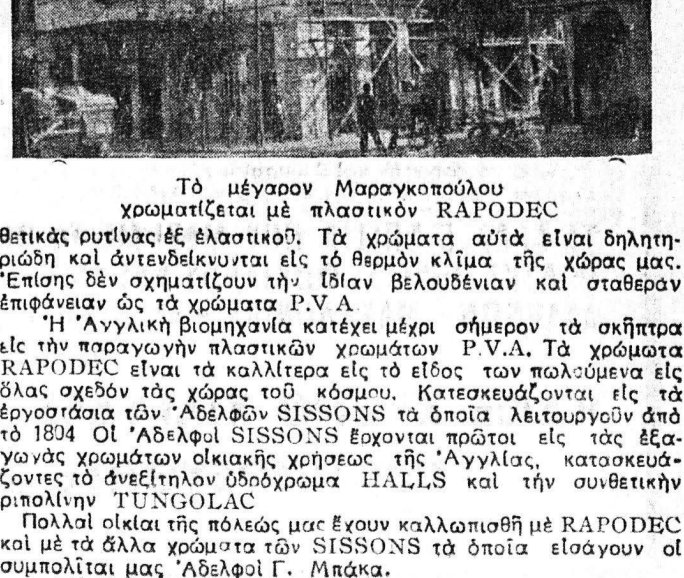 Τὸ μέγαρον Μαραγκοπούλου
χρωματίζεται μὲ πλαστικὸν RAPODEC
θετικὰς ρυτίνας ἐξ ἐλαστικοῦ. Τὰ χρώματα αὐτὰ εἶναι δηλητη-
ριώδη καὶ ἀντενδείκνυνται εἰς τὸ θερμὸν κλῖμα τῆς χώρας μας.
Ἐπίσης δὲν σχηματίζουν τὴν ἰδίαν βελουδένιαν καὶ σταθερὰν
ἐπιφάνειαν ὡς τὰ χρώματα P.V.A
Ἡ Ἀγγλικὴ βιομηχανία κατέχει μέχρι σήμερον τὰ σκῆπτρα
εἰς τὴν παραγωγὴν πλαστικῶν χρωμάτων P.V.A. Τὰ χρώματα
RAPODEC εἶναι τὰ καλλίτερα εἰς τὸ εἶδος των πωλούμενα εἰς
ὅλας σχεδὸν τὰς χώρας τοῦ κόσμου. Κατεσκευάζονται εἰς τὰ
ἐργοστάσια τῶν Ἀδελφῶν SISSONS τὰ ὁποῖα λειτουργοῦν ἀπὸ
τὸ 1804 Οἱ Ἀδελφοὶ SISSONS ἔρχονται πρῶτοι εἰς τὰς ἐξα-
γωγὰς χρωμάτων οἰκιακῆς χρήσεως τῆς Ἀγγλίας, κατασκευά-
ζοντες τὸ ἀνεξίτηλον ὑδρόχρωμα HALLS καὶ τὴν συνθετικὴν
ριπολίνην TUNGOLAC
Πολλαὶ οἰκίαι τῆς πόλεώς μας ἔχουν καλλωπισθῆ μὲ RAPODEC
καὶ μὲ τὰ ἄλλα χρώματα τῶν SISSONS τὰ ὁποῖα εἰσάγουν οἱ
συμπολῖται μας Ἀδελφοὶ Γ. Μπάκα.